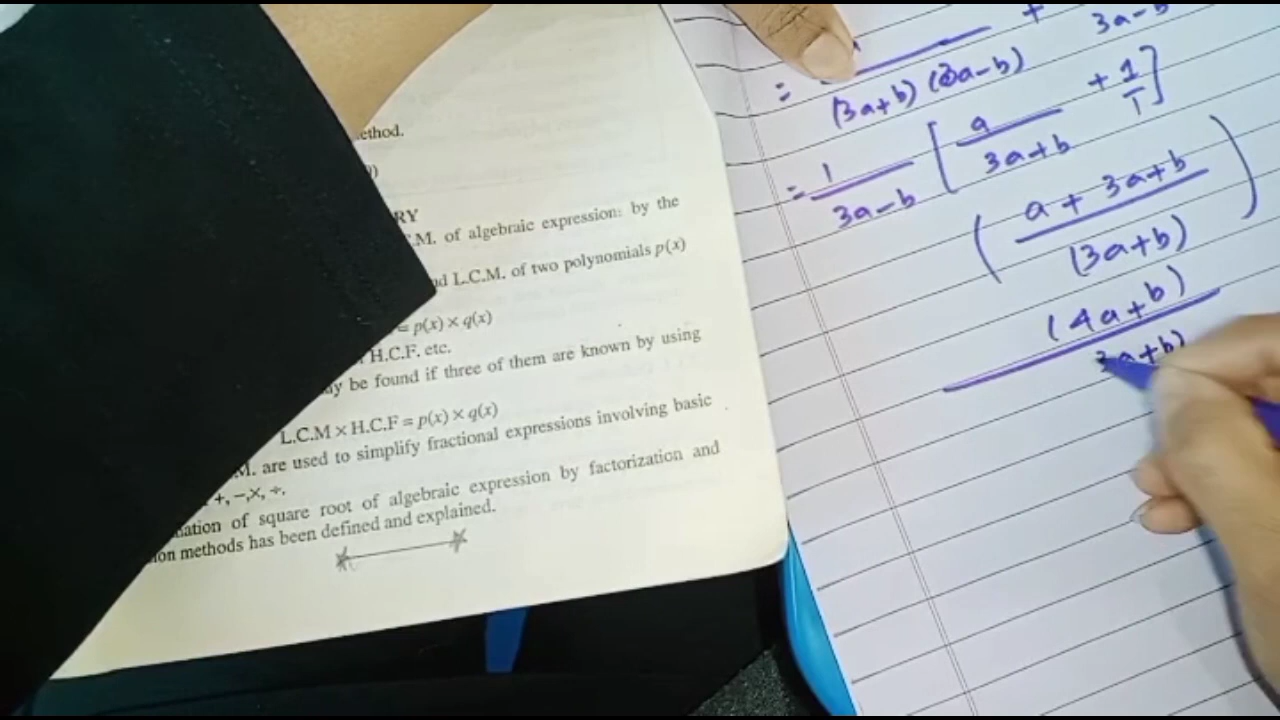 ethod.
RY
C.M. of algebraic expression: by the
nd L.C.M. of two polynomials p(x)
= p(x) × q(x)
H.C.F. etc.
ay be found if three of them are known by using
L.C.M × H.C.F = p(x) × q(x)
M. are used to simplify fractional expressions involving basic
+, −,×, ÷.
ation of square root of algebraic expression by factorization and
ion methods has been defined and explained.
+
3a−b
=
(3a+b) (3a−b)
= 1/(3a−b) [ a/(3a+b) + 1/1 ]
( (a + 3a+b)/(3a+b) )
(4a+b)
3a+b)